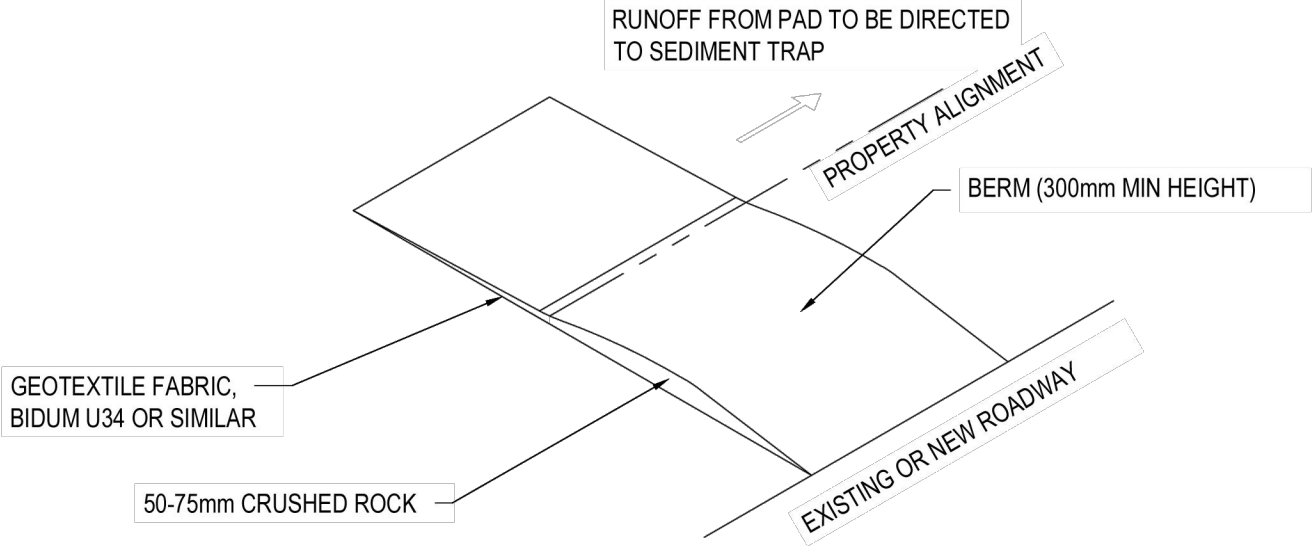 RUNOFF FROM PAD TO BE DIRECTED
TO SEDIMENT TRAP
PROPERTY ALIGNMENT
BERM (300mm MIN HEIGHT)
GEOTEXTILE FABRIC,
BIDUM U34 OR SIMILAR
50-75mm CRUSHED ROCK
EXISTING OR NEW ROADWAY